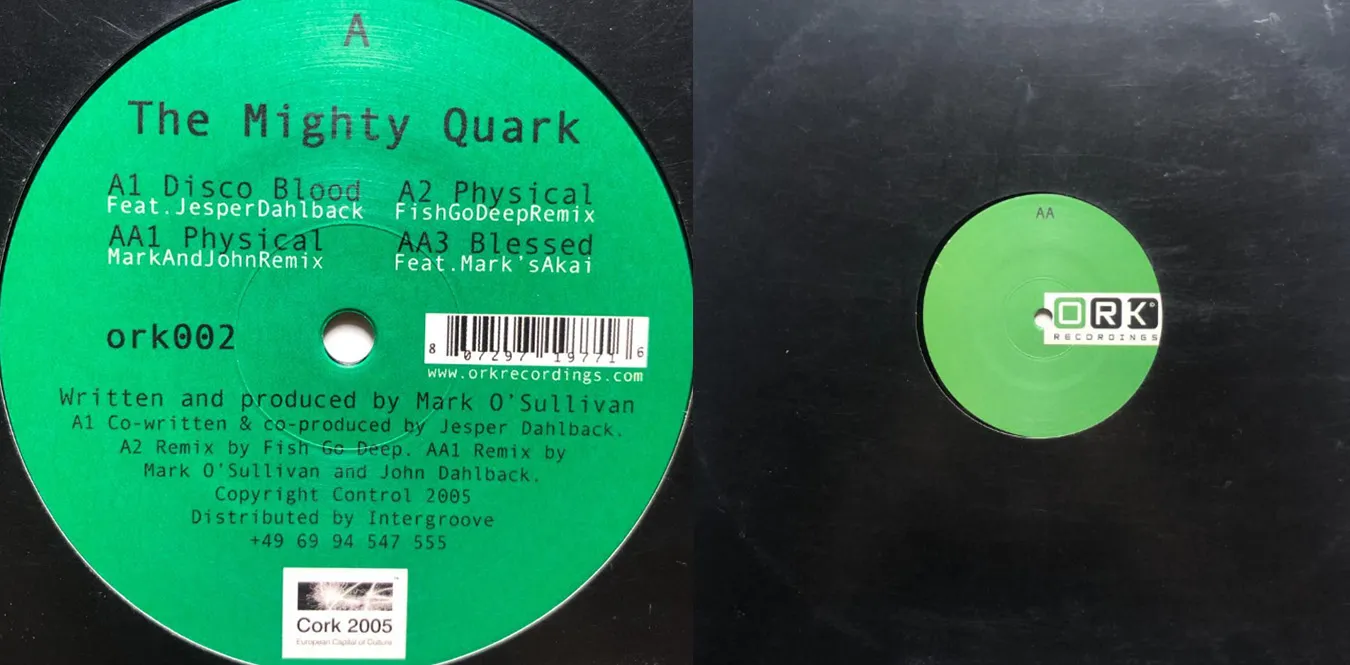 A
The Mighty Quark
A1 Disco Blood A2 Physical
Feat.JesperDahlback FishGoDeepRemix
AA1 Physical AA3 Blessed
MarkAndJohnRemix Feat.Mark'sAkai
ork002
8 07297 19771 6
www.orkrecordings.com
Written and produced by Mark O'Sullivan
A1 Co-written & co-produced by Jesper Dahlback.
A2 Remix by Fish Go Deep. AA1 Remix by
Mark O'Sullivan and John Dahlback.
Copyright Control 2005
Distributed by Intergroove
+49 69 94 547 555
Cork 2005
European Capital of Culture
AA
ORK
RECORDINGS